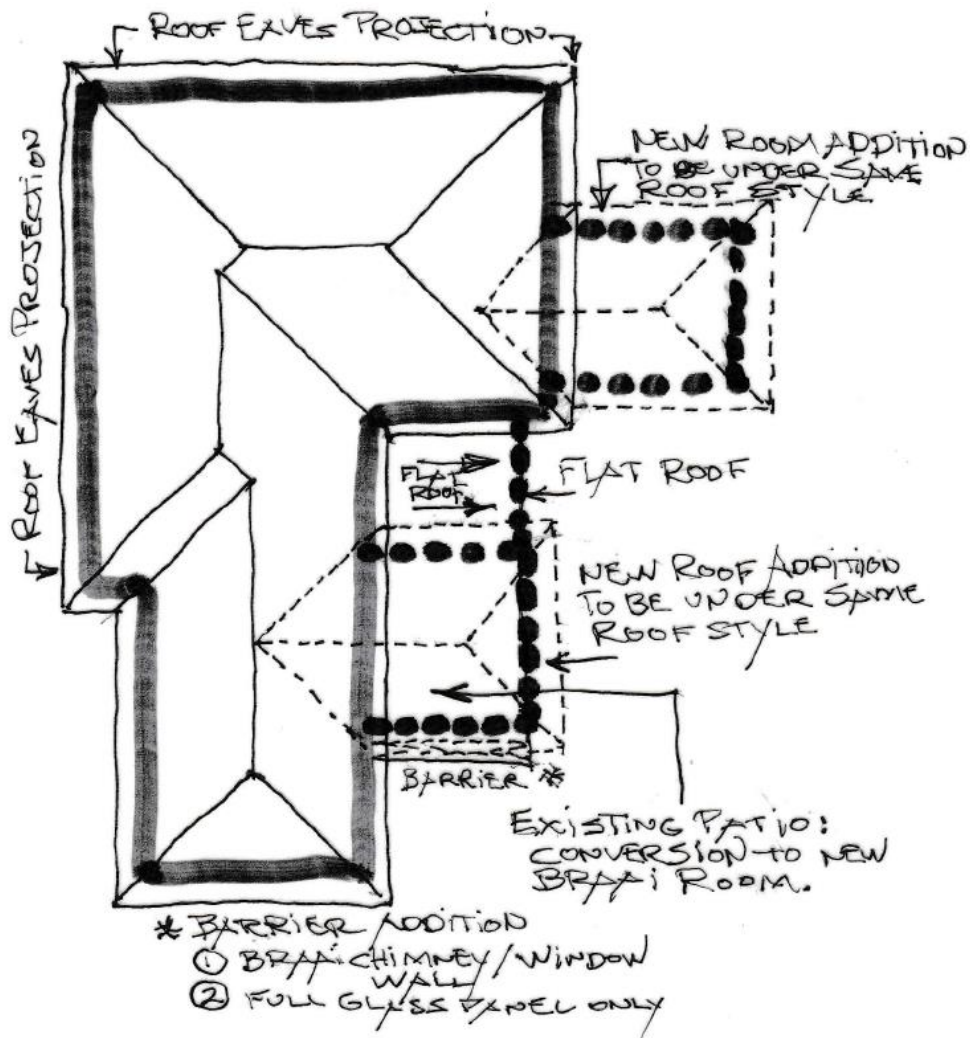 ROOF EAVES PROJECTION
ROOF EAVES PROJECTION
NEW ROOM ADDITION
TO BE UNDER SAME
ROOF STYLE
FLAT
ROOF
FLAT ROOF
NEW ROOF ADDITION
TO BE UNDER SAME
ROOF STYLE
BARRIER *
EXISTING PATIO:
CONVERSION TO NEW
BRAAI ROOM.
* BARRIER ADDITION
① BRAAI CHIMNEY/WINDOW
WALL
② FULL GLASS PANEL ONLY